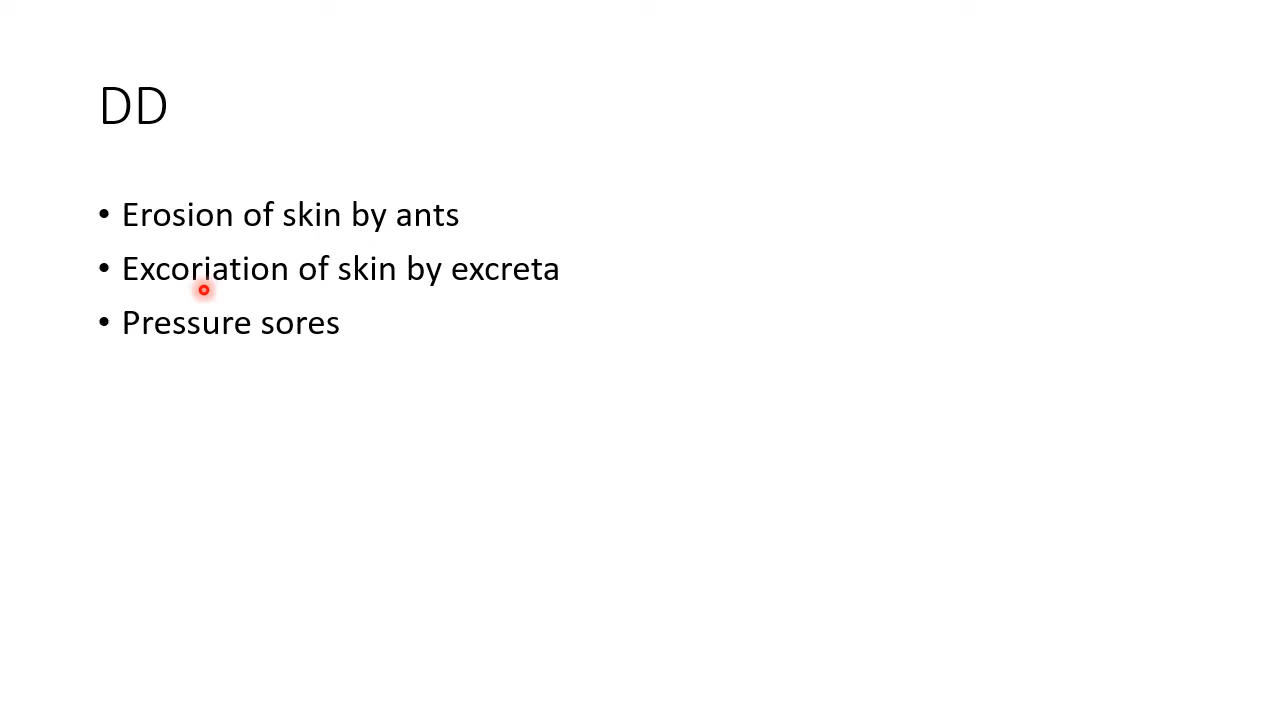 DD
• Erosion of skin by ants
• Excoriation of skin by excreta
• Pressure sores